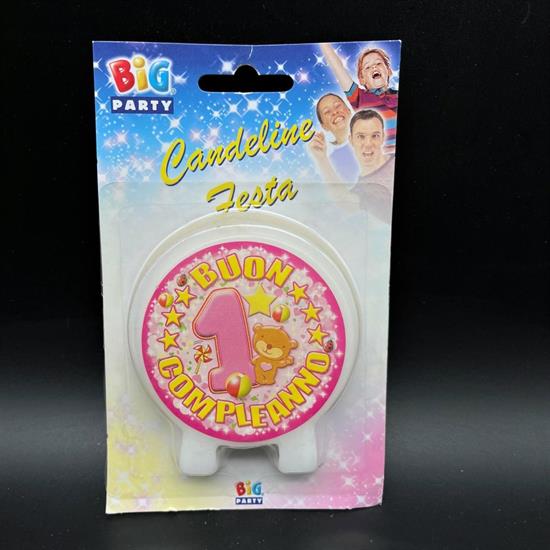 BiG
PARTY
Candeline
Festa
BUON
1
COMPLEANNO
BiG
PARTY